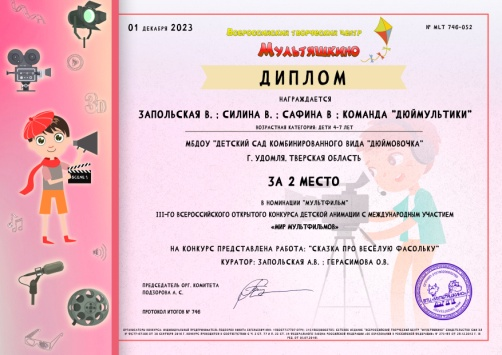 01 ДЕКАБРЯ 2023
ВСЕРОССИЙСКИЙ ТВОРЧЕСКИЙ ЦЕНТР
№ MLT 746-052
МУЛЬТЯШКИНО
ДИПЛОМ
НАГРАЖДАЕТСЯ
ЗАПОЛЬСКАЯ В. ; СИЛИНА В. ; САФИНА В ; КОМАНДА "ДЮЙМУЛЬТИКИ"
ВОЗРАСТНАЯ КАТЕГОРИЯ: ДЕТИ 4-7 ЛЕТ
МБДОУ "ДЕТСКИЙ САД КОМБИНИРОВАННОГО ВИДА "ДЮЙМОВОЧКА"
Г. УДОМЛЯ, ТВЕРСКАЯ ОБЛАСТЬ
ЗА 2 МЕСТО
В НОМИНАЦИИ "МУЛЬТФИЛЬМ"
III-ГО ВСЕРОССИЙСКОГО ОТКРЫТОГО КОНКУРСА ДЕТСКОЙ АНИМАЦИИ С МЕЖДУНАРОДНЫМ УЧАСТИЕМ
«МИР МУЛЬТФИЛЬМОВ»
НА КОНКУРС ПРЕДСТАВЛЕНА РАБОТА: "СКАЗКА ПРО ВЕСЁЛУЮ ФАСОЛЬКУ"
КУРАТОР: ЗАПОЛЬСКАЯ А.В. ; ГЕРАСИМОВА О.В.
ПРЕДСЕДАТЕЛЬ ОРГ. КОМИТЕТА
ПОДЗОРОВА А. С.
ПРОТОКОЛ ИТОГОВ № 746